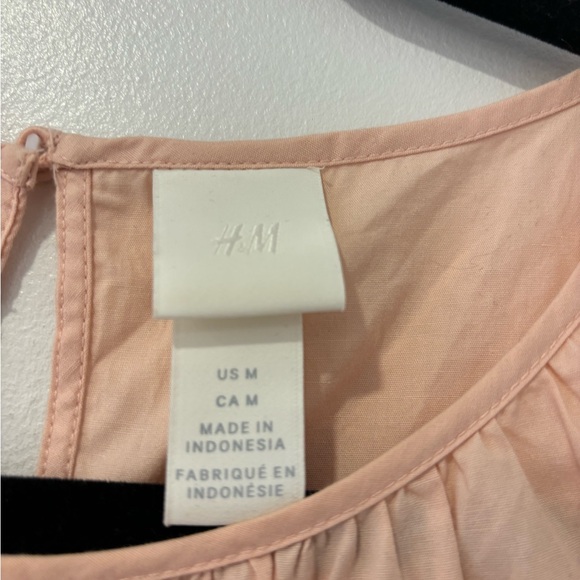 H&M
US M
CA M
MADE IN
INDONESIA
FABRIQUÉ EN
INDONÉSIE